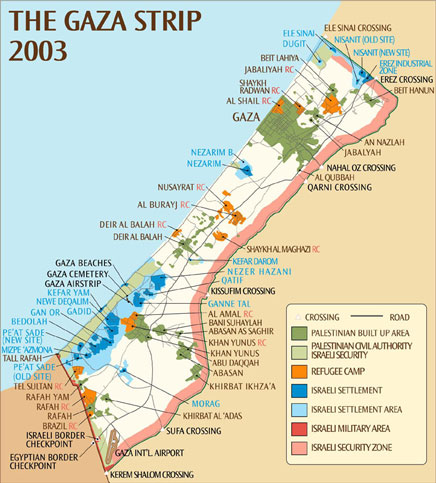 THE GAZA STRIP
2003
ELE SINAI CROSSING
ELE SINAI
DUGIT
NISANIT (OLD SITE)
NISANIT (NEW SITE)
BEIT LAHIYA
EREZ INDUSTRIAL
ZONE
JABALIYAH RC
EREZ CROSSING
SHAYKH
RADWAN RC
BEIT HANUN
AL SHAIL RC
GAZA
AN NAZLAH
JABALYAH
NEZARIM B
NEZARIM
NAHAL OZ CROSSING
AL QUBBAH
QARNI CROSSING
NUSAYRAT RC
AL BURAYJ RC
DEIR AL BALAH RC
DEIR AL BALAH
SHAYKH AL MAGHAZI RC
GAZA BEACHES
KEFAR DAROM
GAZA CEMETERY
NEZER HAZANI
GAZA AIRSTRIP
QATIF
KEFAR YAM
KISSUFIM CROSSING
NEWE DEQALIM
GANNE TAL
GAN OR
GADID
AL AMAL RC
BEDOLAH
BANI SUHAYLAH
ABASAN AS SAGHIR
PE'AT SADE
(NEW SITE)
KHAN YUNUS RC
MIZPE 'AZMONA
KHAN YUNUS
TALL RAFAH
ABU DAQQAH
PE'AT SADE
(OLD SITE)
ABASAN
KHIRBAT IKHZA'A
TEL SULTAN RC
RAFAH YAM
MORAG
RAFAH
KHIRBAT AL 'ADAS
RAFAH RC
BRAZIL RC
SUFA CROSSING
ISRAELI BORDER
CHECKPOINT
EGYPTIAN BORDER
CHECKPOINT
GAZA INT'L. AIRPORT
KEREM SHALOM CROSSING
CROSSING
ROAD
PALESTINIAN BUILT UP AREA
PALESTINIAN CIVIL AUTHORITY
ISRAELI SECURITY
REFUGEE CAMP
ISRAELI SETTLEMENT
ISRAELI SETTLEMENT AREA
ISRAELI MILITARY AREA
ISRAELI SECURITY ZONE